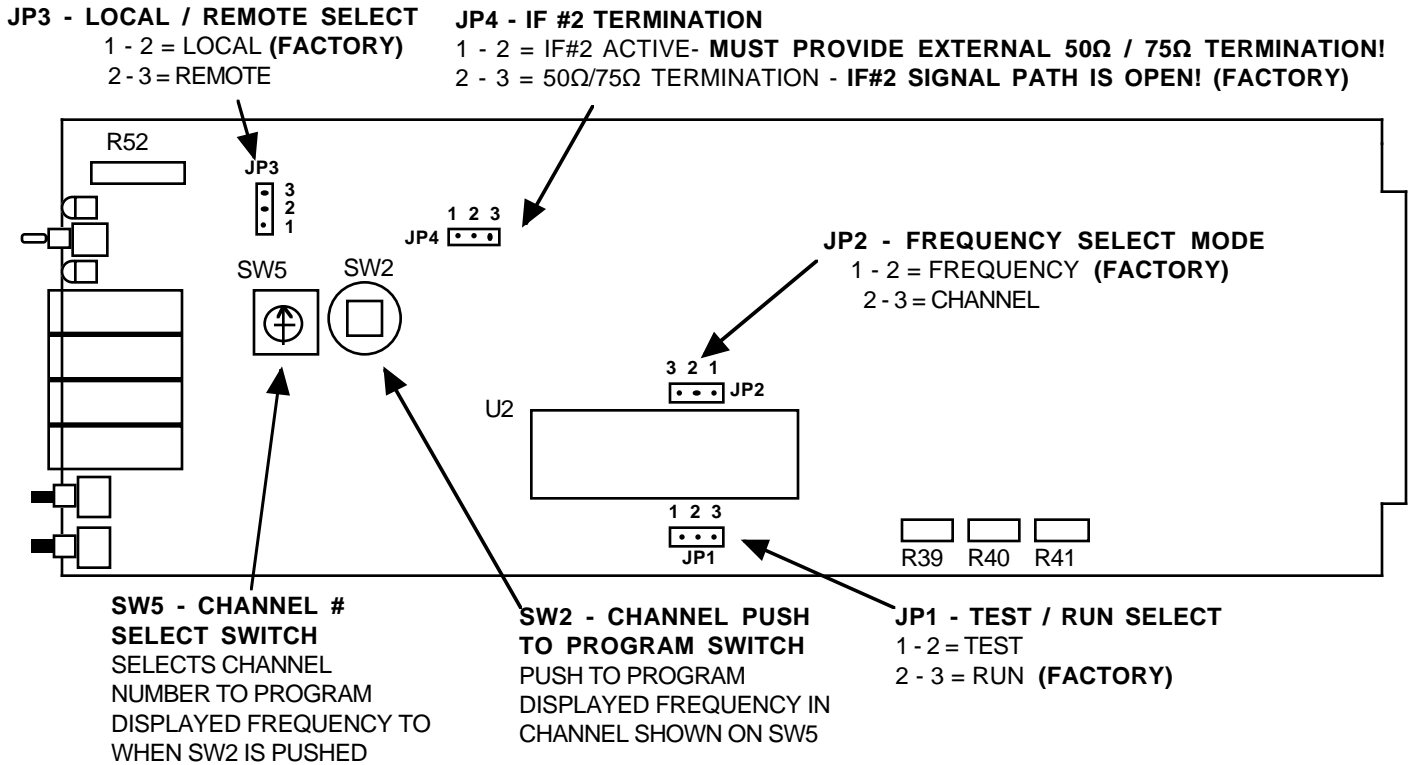 JP3 - LOCAL / REMOTE SELECT
1 - 2 = LOCAL (FACTORY)
2 - 3 = REMOTE
JP4 - IF #2 TERMINATION
1 - 2 = IF#2 ACTIVE- MUST PROVIDE EXTERNAL 50Ω / 75Ω TERMINATION!
2 - 3 = 50Ω/75Ω TERMINATION - IF#2 SIGNAL PATH IS OPEN! (FACTORY)
R52
JP3
3
2
1
1 2 3
JP4
JP2 - FREQUENCY SELECT MODE
1 - 2 = FREQUENCY (FACTORY)
2 - 3 = CHANNEL
SW5
SW2
3 2 1
JP2
U2
1 2 3
JP1
R39
R40
R41
SW5 - CHANNEL #
SELECT SWITCH
SELECTS CHANNEL
NUMBER TO PROGRAM
DISPLAYED FREQUENCY TO
WHEN SW2 IS PUSHED
SW2 - CHANNEL PUSH
TO PROGRAM SWITCH
PUSH TO PROGRAM
DISPLAYED FREQUENCY IN
CHANNEL SHOWN ON SW5
JP1 - TEST / RUN SELECT
1 - 2 = TEST
2 - 3 = RUN (FACTORY)